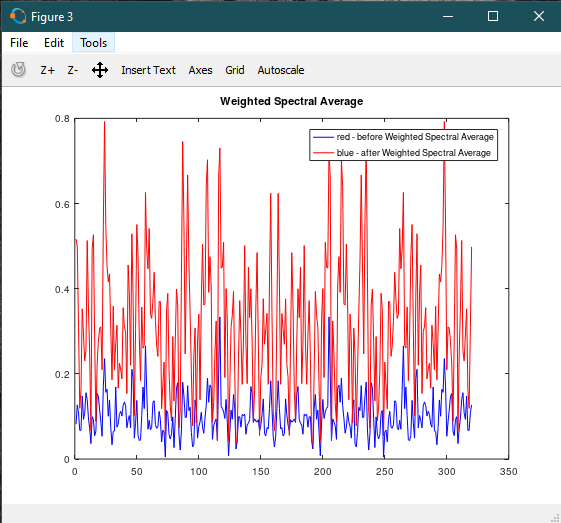 Figure 3
File Edit Tools
Z+ Z- Insert Text Axes Grid Autoscale
Weighted Spectral Average
red - before Weighted Spectral Average
blue - after Weighted Spectral Average
0.8
0.6
0.4
0.2
0
0 50 100 150 200 250 300 350